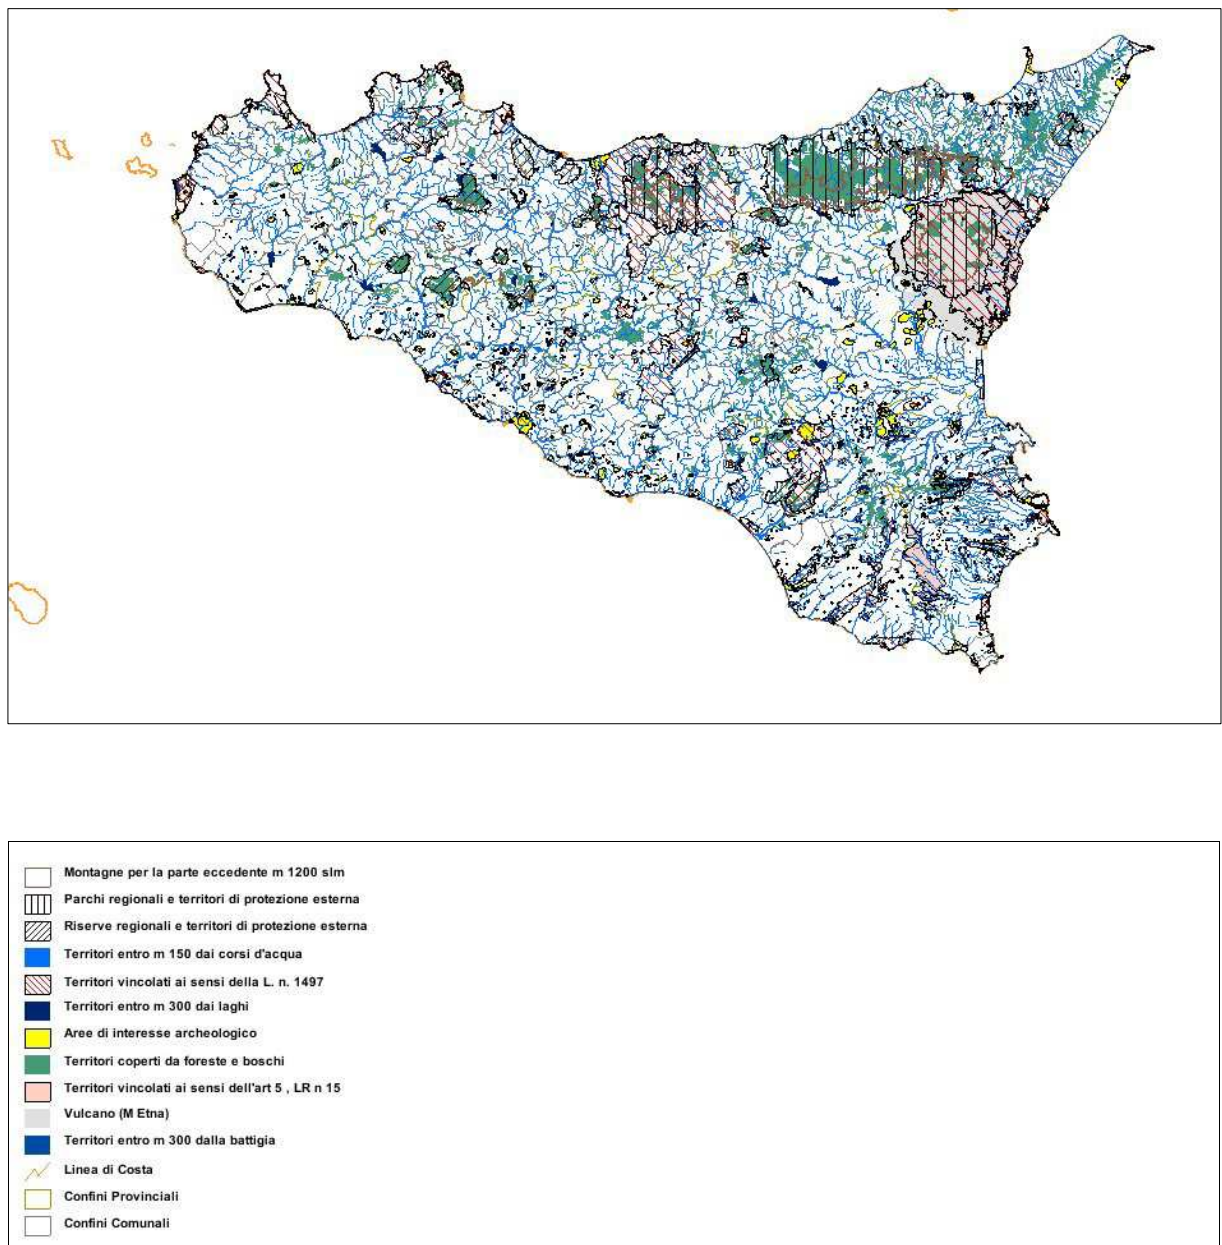 Montagne per la parte eccedente m 1200 slm
Parchi regionali e territori di protezione esterna
Riserve regionali e territori di protezione esterna
Territori entro m 150 dai corsi d'acqua
Territori vincolati ai sensi della L. n. 1497
Territori entro m 300 dai laghi
Aree di interesse archeologico
Territori coperti da foreste e boschi
Territori vincolati ai sensi dell'art 5 , LR n 15
Vulcano (M Etna)
Territori entro m 300 dalla battigia
Linea di Costa
Confini Provinciali
Confini Comunali